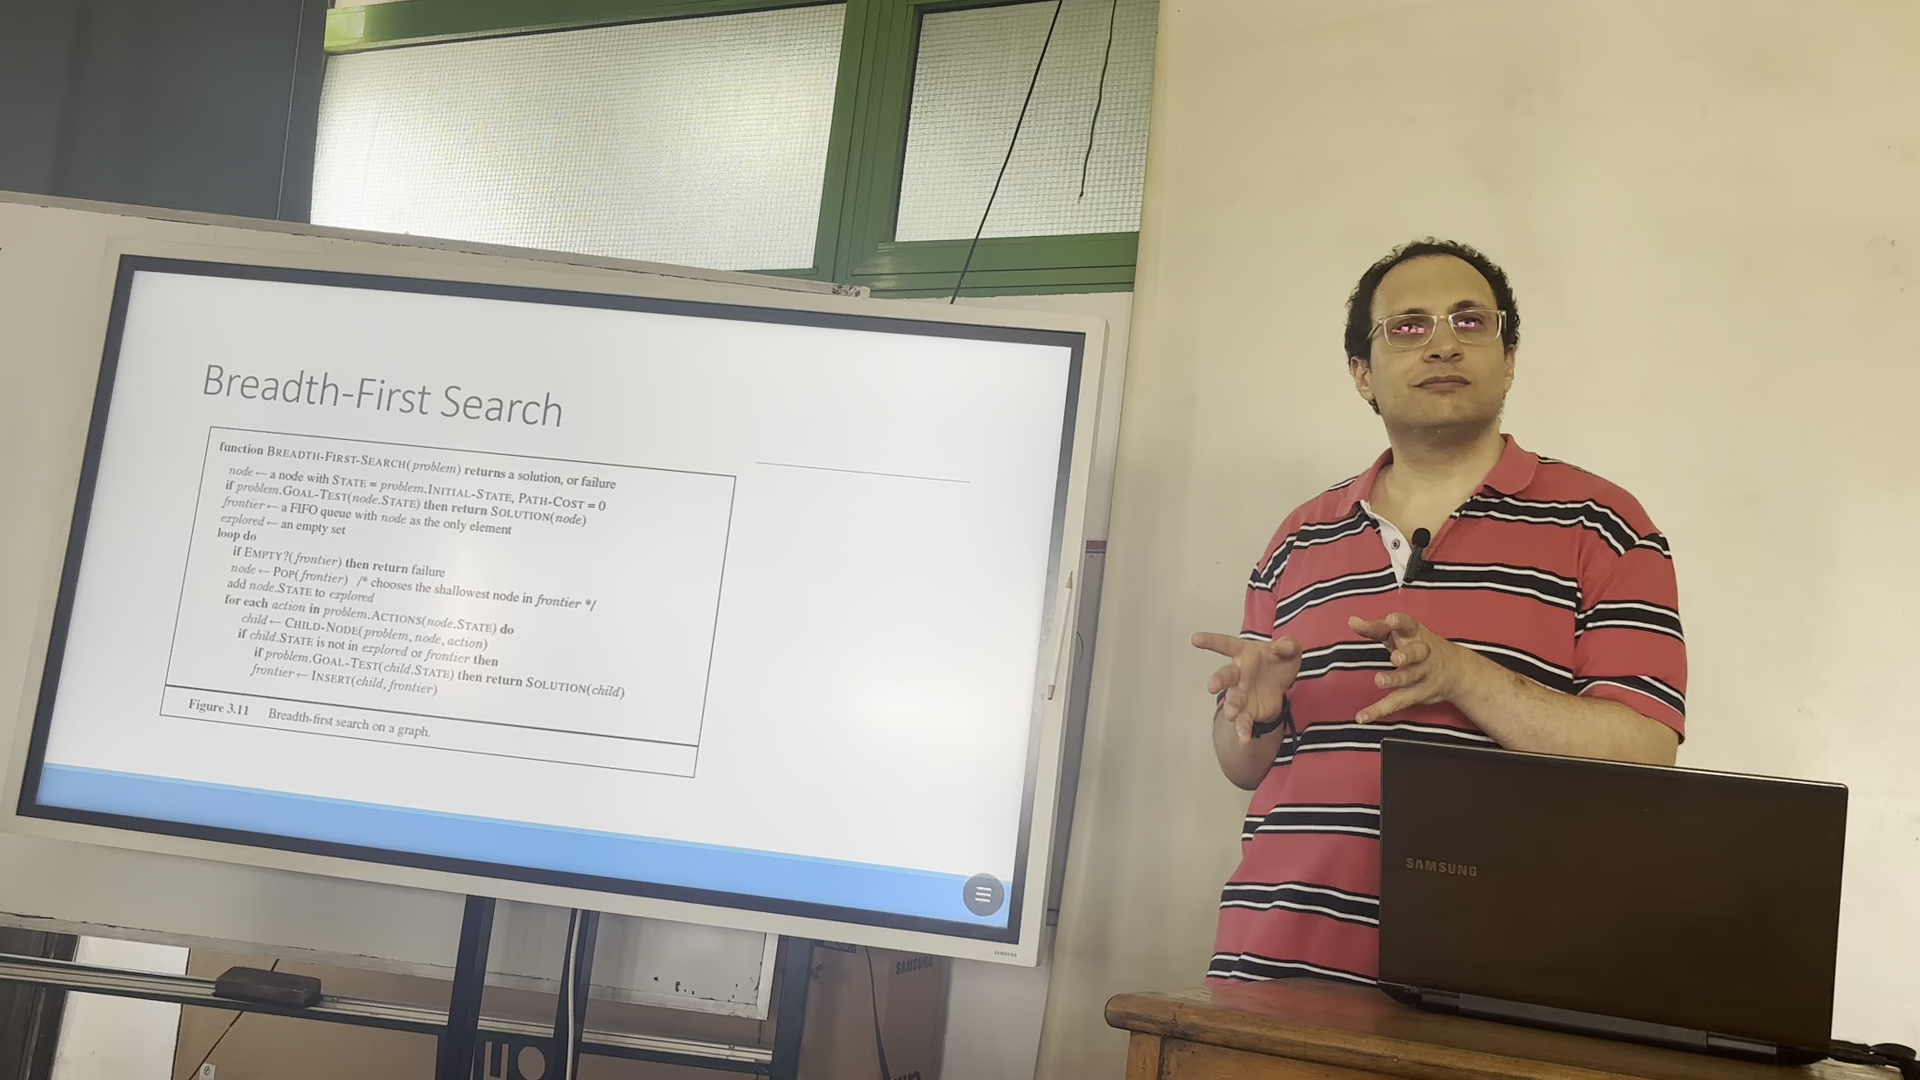 Breadth-First Search
function BREADTH-FIRST-SEARCH(problem) returns a solution, or failure
node ← a node with STATE = problem.INITIAL-STATE, PATH-COST = 0
if problem.GOAL-TEST(node.STATE) then return SOLUTION(node)
frontier ← a FIFO queue with node as the only element
explored ← an empty set
loop do
if EMPTY?(frontier) then return failure
node ← POP(frontier) /* chooses the shallowest node in frontier */
add node.STATE to explored
for each action in problem.ACTIONS(node.STATE) do
child ← CHILD-NODE(problem, node, action)
if child.STATE is not in explored or frontier then
if problem.GOAL-TEST(child.STATE) then return SOLUTION(child)
frontier ← INSERT(child, frontier)
Figure 3.11 Breadth-first search on a graph.
SAMSUNG
SAMSUNG
SAMSUNG